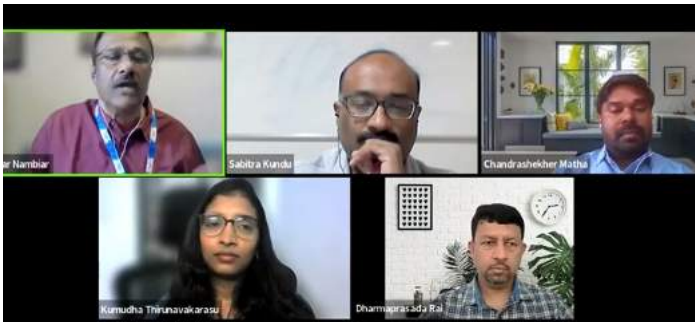 ar Nambiar
Sabitra Kundu
Chandrashekher Matha
Kumudha Thirunavakarasu
Dharmaprasada Rai